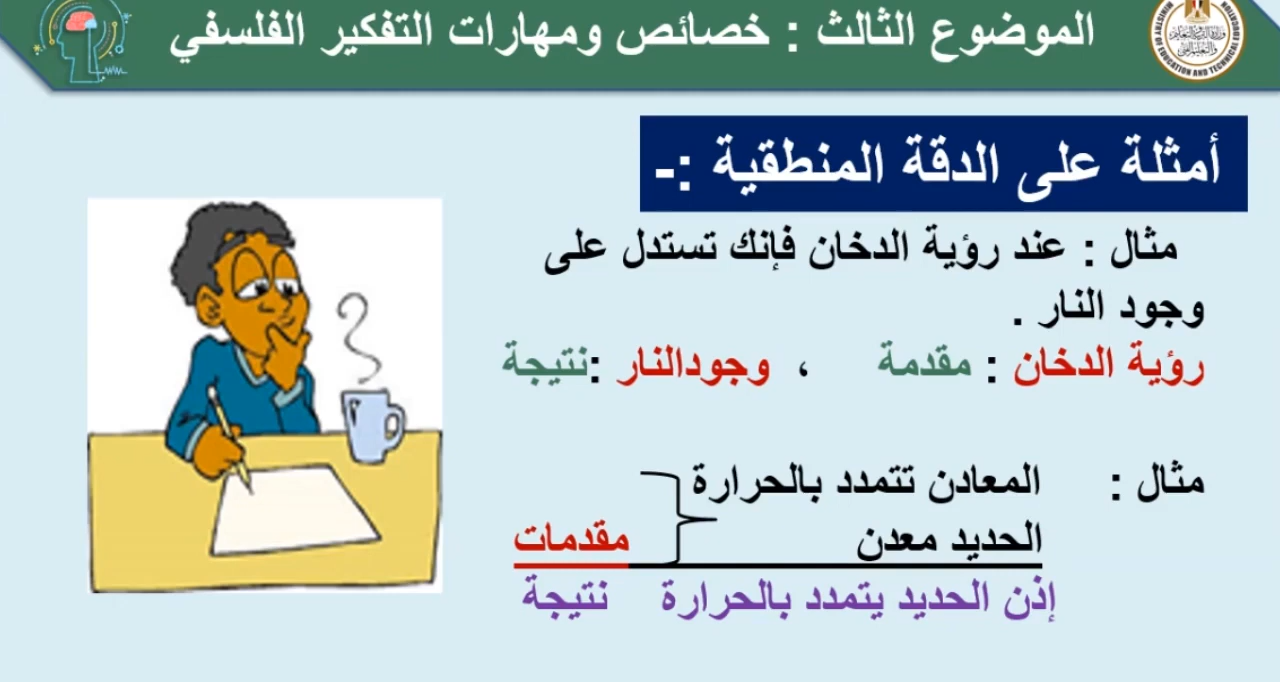 الموضوع الثالث : خصائص ومهارات التفكير الفلسفي
أمثلة على الدقة المنطقية :-
مثال : عند رؤية الدخان فإنك تستدل على
وجود النار .
رؤية الدخان : مقدمة ، وجودالنار :نتيجة
مثال : المعادن تتمدد بالحرارة
الحديد معدن مقدمات
إذن الحديد يتمدد بالحرارة نتيجة